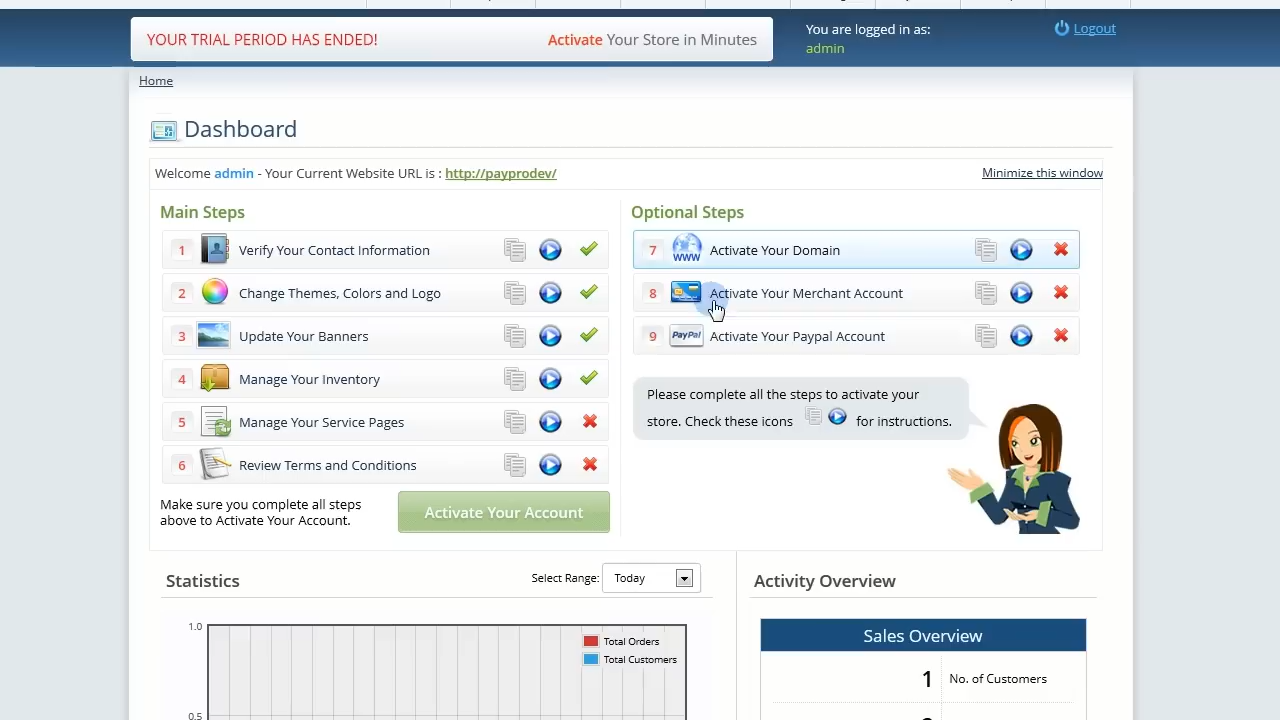 YOUR TRIAL PERIOD HAS ENDED!
Activate Your Store in Minutes
You are logged in as:
admin
Logout
Home
Dashboard
Welcome admin - Your Current Website URL is : http://payprodev/
Minimize this window
Main Steps
1 Verify Your Contact Information
2 Change Themes, Colors and Logo
3 Update Your Banners
4 Manage Your Inventory
5 Manage Your Service Pages
6 Review Terms and Conditions
Make sure you complete all steps
above to Activate Your Account.
Activate Your Account
Optional Steps
7 WWW Activate Your Domain
8 Activate Your Merchant Account
9 PayPal Activate Your Paypal Account
Please complete all the steps to activate your
store. Check these icons for instructions.
Statistics
Select Range: Today
1.0
Total Orders
Total Customers
0.5
Activity Overview
Sales Overview
1 No. of Customers